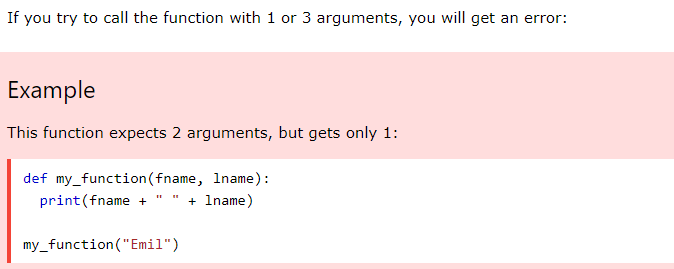 If you try to call the function with 1 or 3 arguments, you will get an error:
Example
This function expects 2 arguments, but gets only 1:
def my_function(fname, lname):
  print(fname + " " + lname)
my_function("Emil")